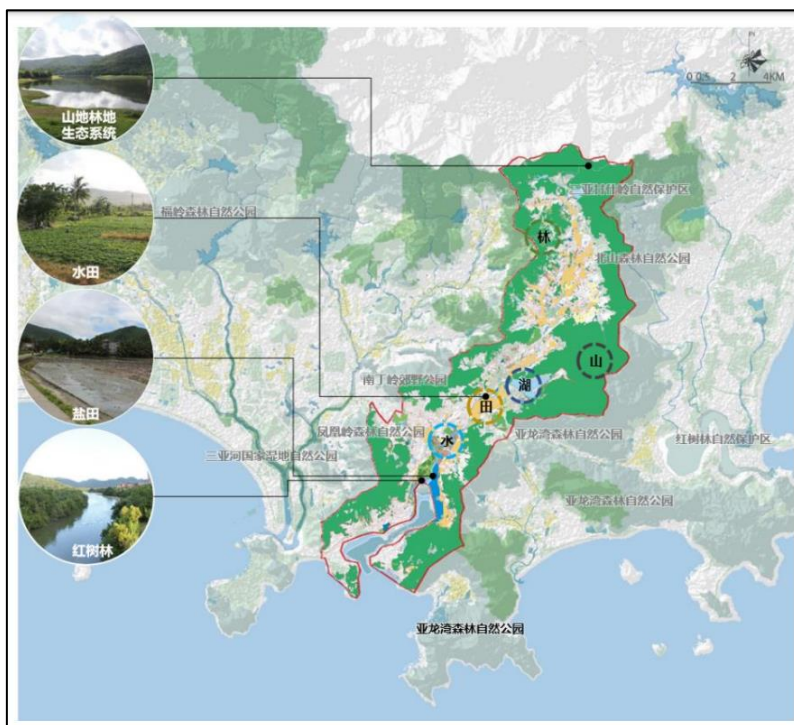 山地林地
生态系统
水田
盐田
红树林
0 0.5 2 4KM
三亚甘什岭自然保护区
福岭森林自然公园
林
北山森林自然公园
山
南丁岭郊野公园
湖
田
凤凰岭森林自然公园
水
亚龙湾森林自然公园
红树林自然保护区
三亚河国家湿地自然公园
亚龙湾森林自然公园
亚龙湾森林自然公园